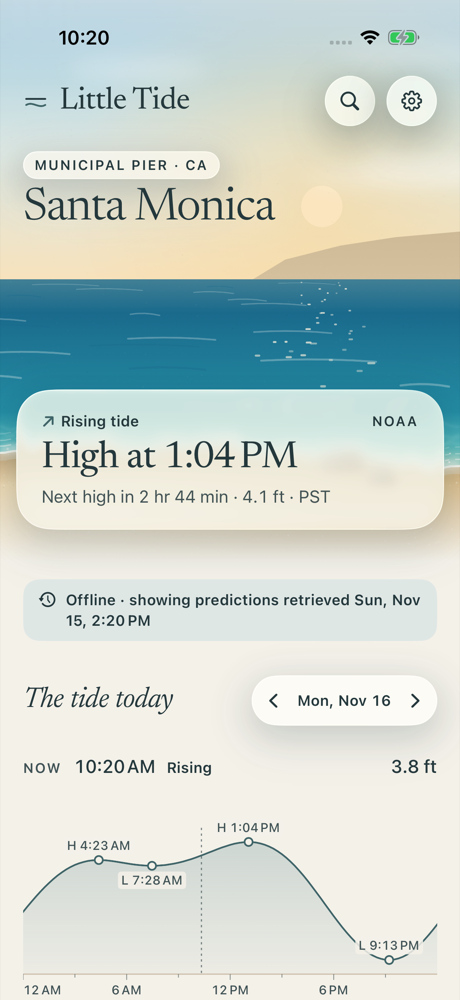 10:20
Little Tide
MUNICIPAL PIER · CA
Santa Monica
Rising tide
NOAA
High at 1:04 PM
Next high in 2 hr 44 min · 4.1 ft · PST
Offline · showing predictions retrieved Sun, Nov
15, 2:20 PM
The tide today
Mon, Nov 16
NOW 10:20 AM Rising
3.8 ft
H 1:04 PM
H 4:23 AM
L 7:28 AM
L 9:13 PM
12 AM
6 AM
12 PM
6 PM